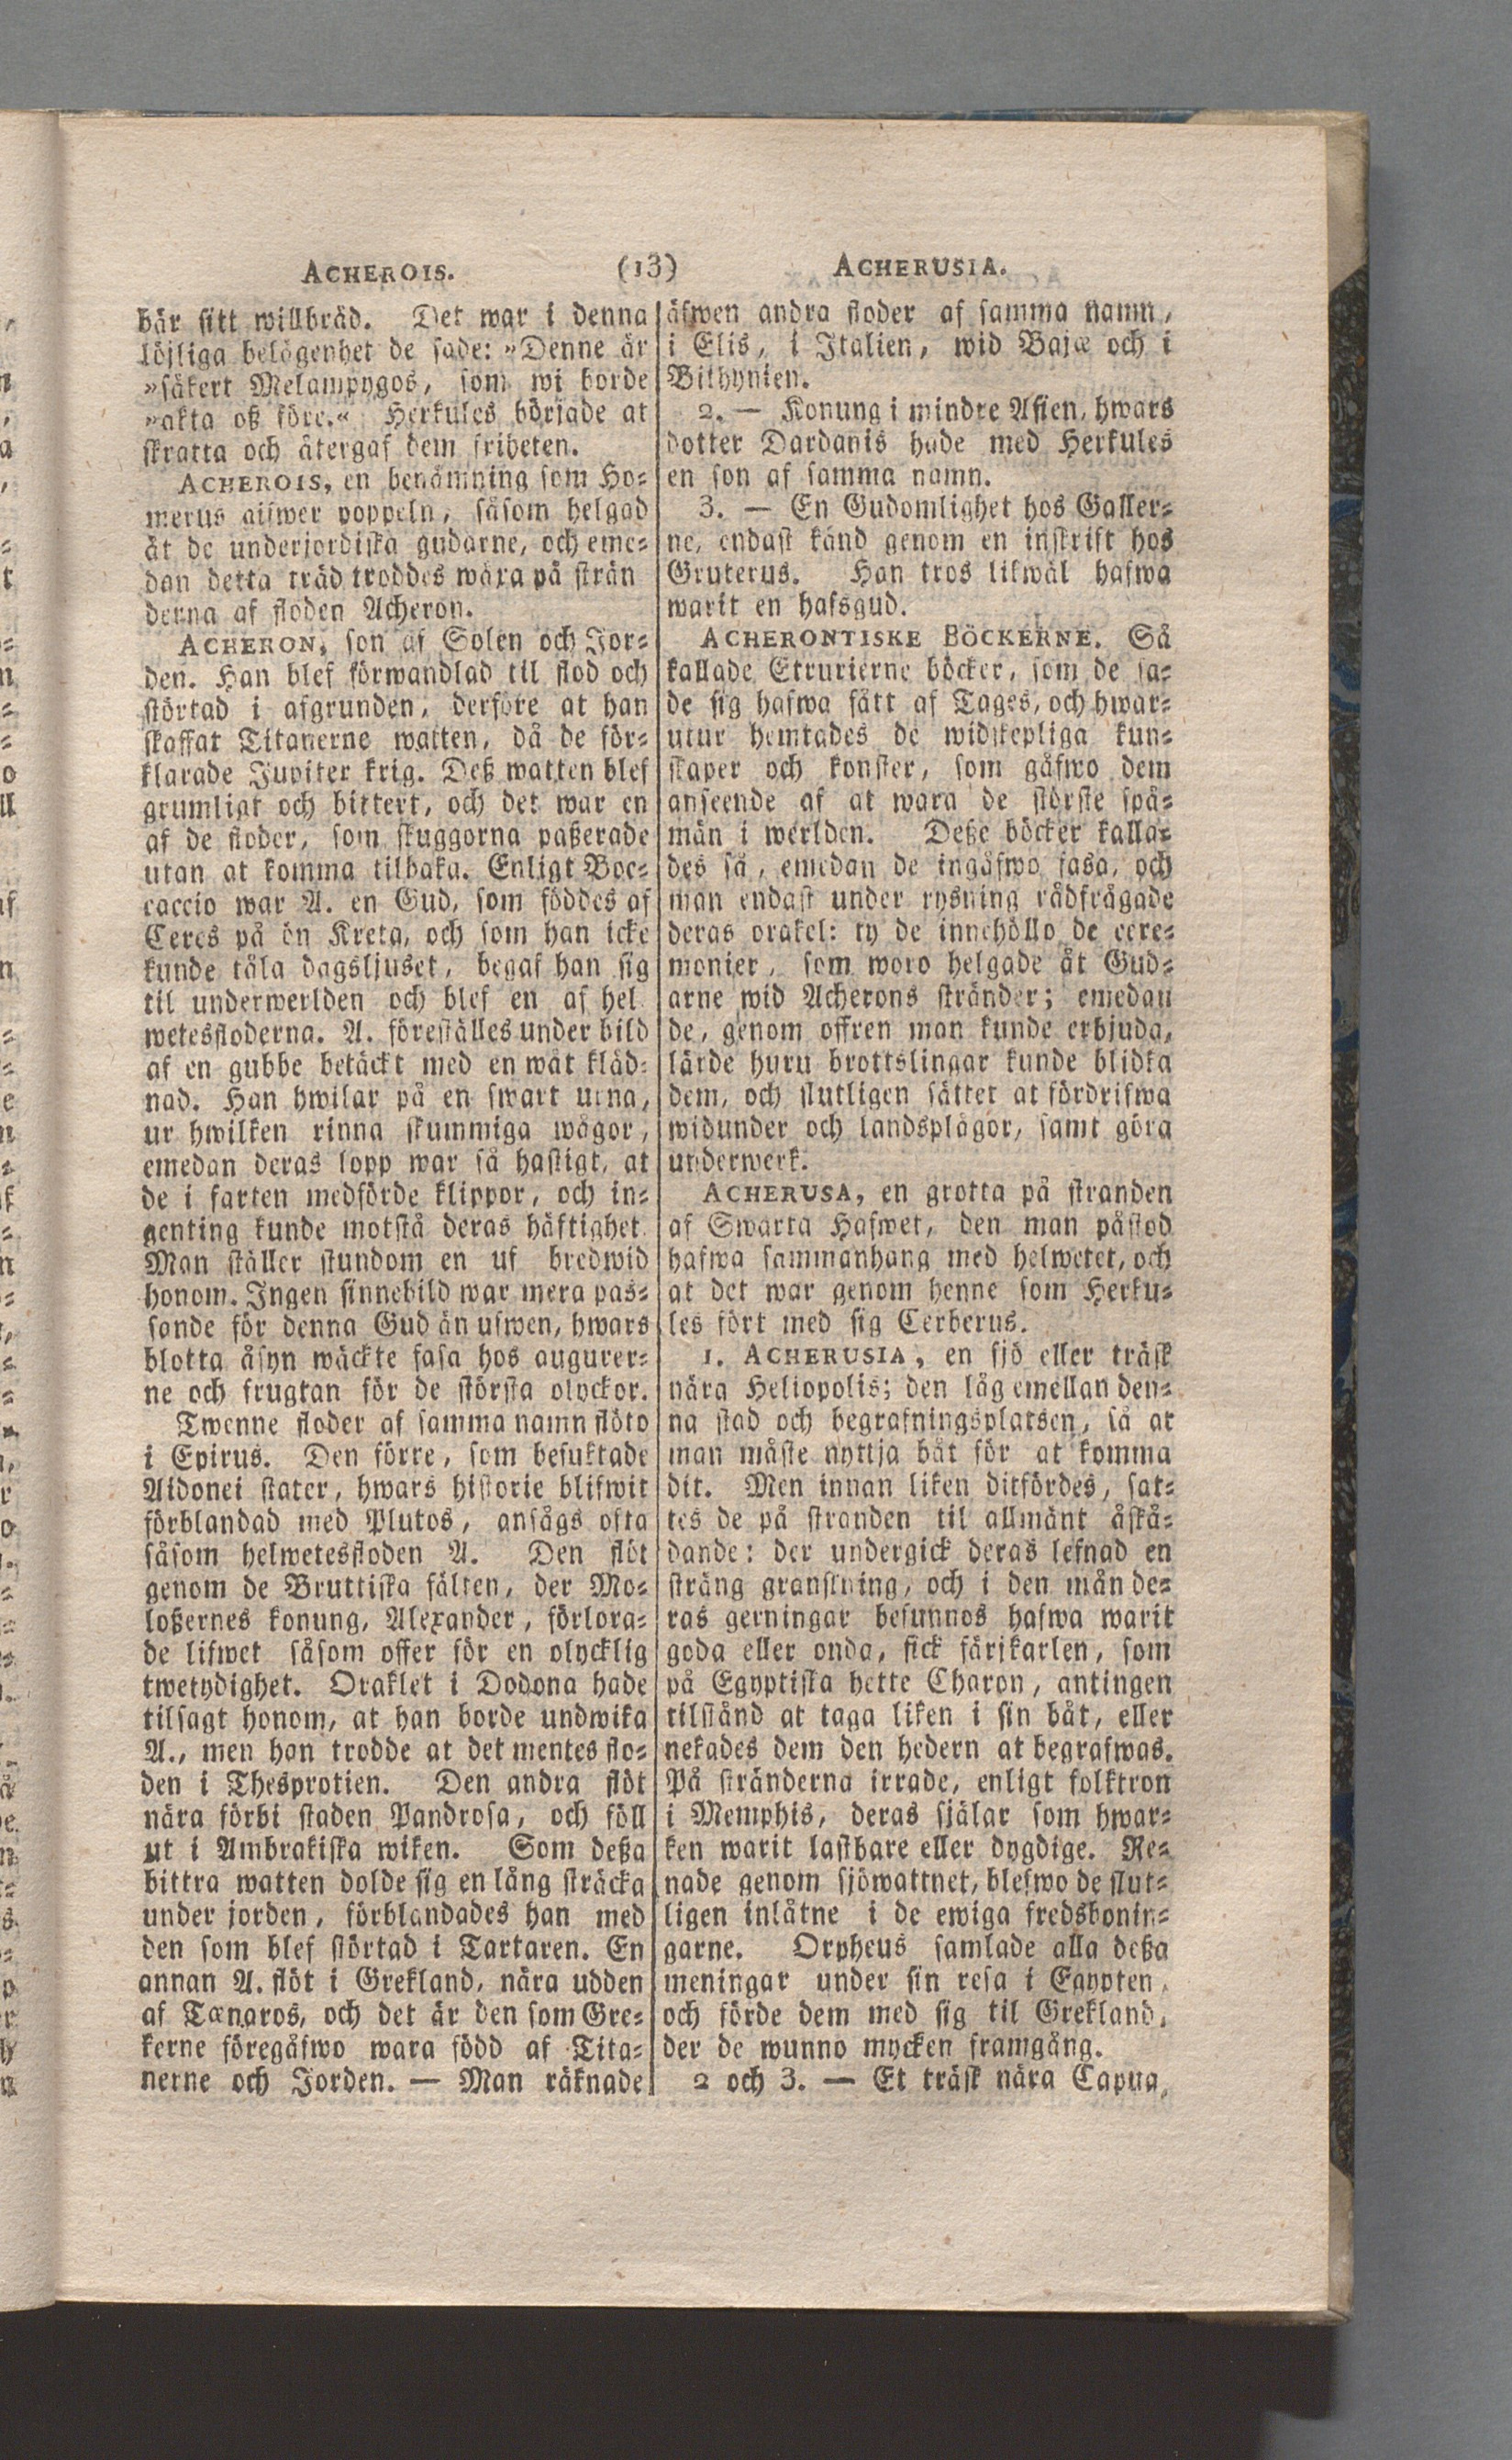 ACHEROIS. (13) ACHERUSIA.
bär sitt willbråd. Det war i denna
löjliga belägenhet de sade: »Denne är
»säkert Melampygos, som wi borde
»akta oß före.« Herkules började at
skratta och återgaf dem friheten.
ACHEROIS, en benämning som Ho-
merus gifwer poppeln, såsom helgad
åt de underjordiska gudarne, och eme-
dan detta träd troddes wäxa på strän
derna af floden Acheron.
ACHERON, son af Solen och Jor-
den. Han blef förwandlad til flod och
störtad i afgrunden, derföre at han
skaffat Titanerne watten, då de för-
klarade Jupiter krig. Deß watten blef
grumligt och bittert, och det war en
af de floder, som skuggorna paßerade
utan at komma tilbaka. Enligt Boc-
caccio war A. en Gud, som föddes af
Ceres på ön Kreta, och som han icke
kunde tåla dagsljuset, begaf han sig
til underwerlden och blef en af hel
wetesfloderna. A. föreställes under bild
af en gubbe betäckt med en wåt kläd-
nad. Han hwilar på en swart urna,
ur hwilken rinna skummiga wågor,
emedan deras lopp war så hastigt, at
de i farten medförde klippor, och in-
genting kunde motstå deras häftighet.
Man ställer stundom en uf bredwid
honom. Ingen sinnebild war mera pas-
sande för denna Gud än ufwen, hwars
blotta åsyn wäckte fasa hos augurer-
ne och frugtan för de största olyckor.
Twenne floder af samma namn flöto
i Epirus. Den förre, som befuktade
Aidonei stater, hwars historie blifwit
förblandad med Plutos, ansågs ofta
såsom helwetesfloden A. Den flöt
genom de Bruttiska fälten, der Mo-
loßernes konung, Alexander, förlora-
de lifwet såsom offer för en olycklig
twetydighet. Oraklet i Dodona hade
tilsagt honom, at han borde undwika
A., men han trodde at det mentes flo-
den i Thesprotien. Den andra flöt
nära förbi staden Pandrosa, och föll
ut i Ambrakiska wiken. Som deßa
bittra watten dolde sig en lång sträcka
under jorden, förblandades han med
den som blef störtad i Tartaren. En
annan A. flöt i Grekland, nära udden
af Tænaros, och det är den som Gre-
kerne föregåfwo wara född af Tita-
nerne och Jorden. — Man räknade
äfwen andra floder af samma namn,
i Elis, i Italien, wid Bajæ och i
Bithynien.
2. — Konung i mindre Asien, hwars
dotter Dardanis hade med Herkules
en son af samma namn.
3. — En Gudomlighet hos Galler-
ne, endast känd genom en inskrift hos
Gruterus. Han tros likwäl hafwa
warit en hafsgud.
ACHERONTISKE BÖCKERNE. Så
kallade Etrurierne böcker, som de sa-
de sig hafwa fått af Tages, och hwar-
utur hemtades de widskepliga kun-
skaper och konster, som gåfwo dem
anseende af at wara de störste spå-
män i werlden. Deße böcker kalla-
des så, emedan de ingåfwo fasa, och
man endast under rysning rådfrågade
deras orakel: ty de innehöllo de cere-
monier, som woro helgade åt Gud-
arne wid Acherons stränder; emedan
de, genom offren man kunde erbjuda,
lärde huru brottslingar kunde blidka
dem, och slutligen sättet at fördrifwa
widunder och landsplågor, samt göra
underwerk.
ACHERUSA, en grotta på stranden
af Swarta Hafwet, den man påstod
hafwa sammanhang med helwetet, och
at det war genom henne som Herku-
les fört med sig Cerberus.
1. ACHERUSIA, en sjö eller träsk
nära Heliopolis; den låg emellan den-
na stad och begrafningsplatsen, så at
man måste nyttja båt för at komma
dit. Men innan liken ditfördes, sat-
tes de på stranden til allmänt åskå-
dande: der undergick deras lefnad en
sträng granskning, och i den mån de-
ras gerningar befunnos hafwa warit
goda eller onda, fick färjkarlen, som
på Egyptiska hette Charon, antingen
tilstånd at taga liken i sin båt, eller
nekades dem den hedern at begrafwas.
På stränderna irrade, enligt folktron
i Memphis, deras själar som hwar-
ken warit lastbare eller dygdige. Re-
nade genom sjöwattnet, blefwo de slut-
ligen inlåtne i de ewiga fredsbonin-
garne. Orpheus samlade alla deßa
meningar under sin resa i Egypten,
och förde dem med sig til Grekland,
der de wunno mycken framgång.
2 och 3. — Et träsk nära Capua,